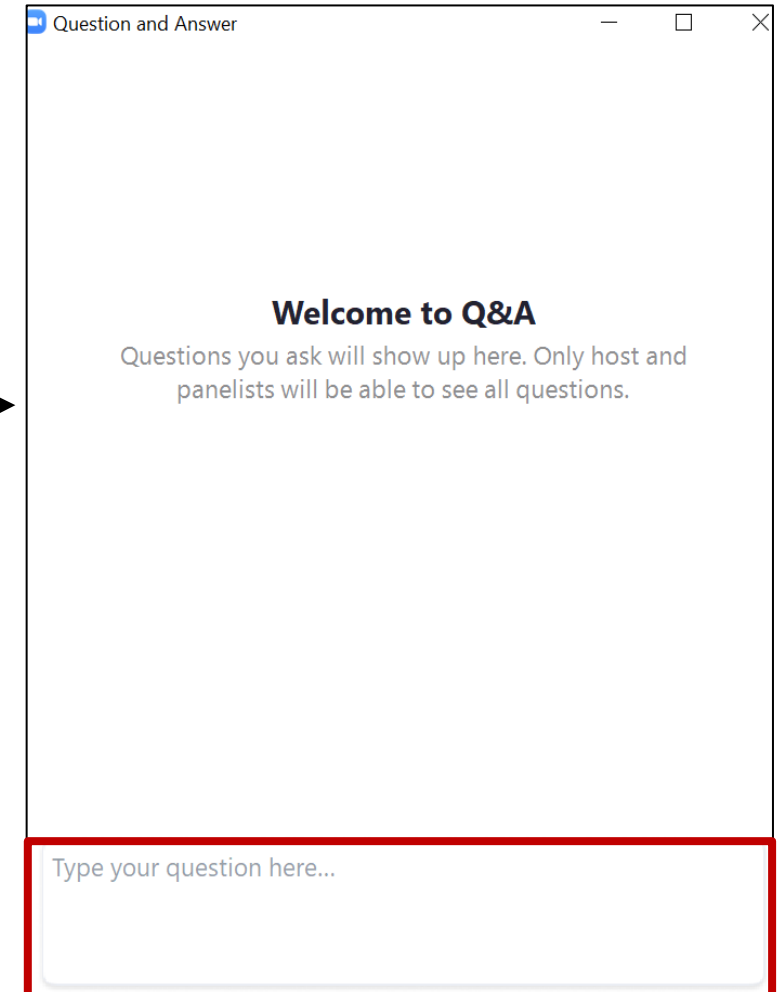 Question and Answer
Welcome to Q&A
Questions you ask will show up here. Only host and
panelists will be able to see all questions.
Type your question here...